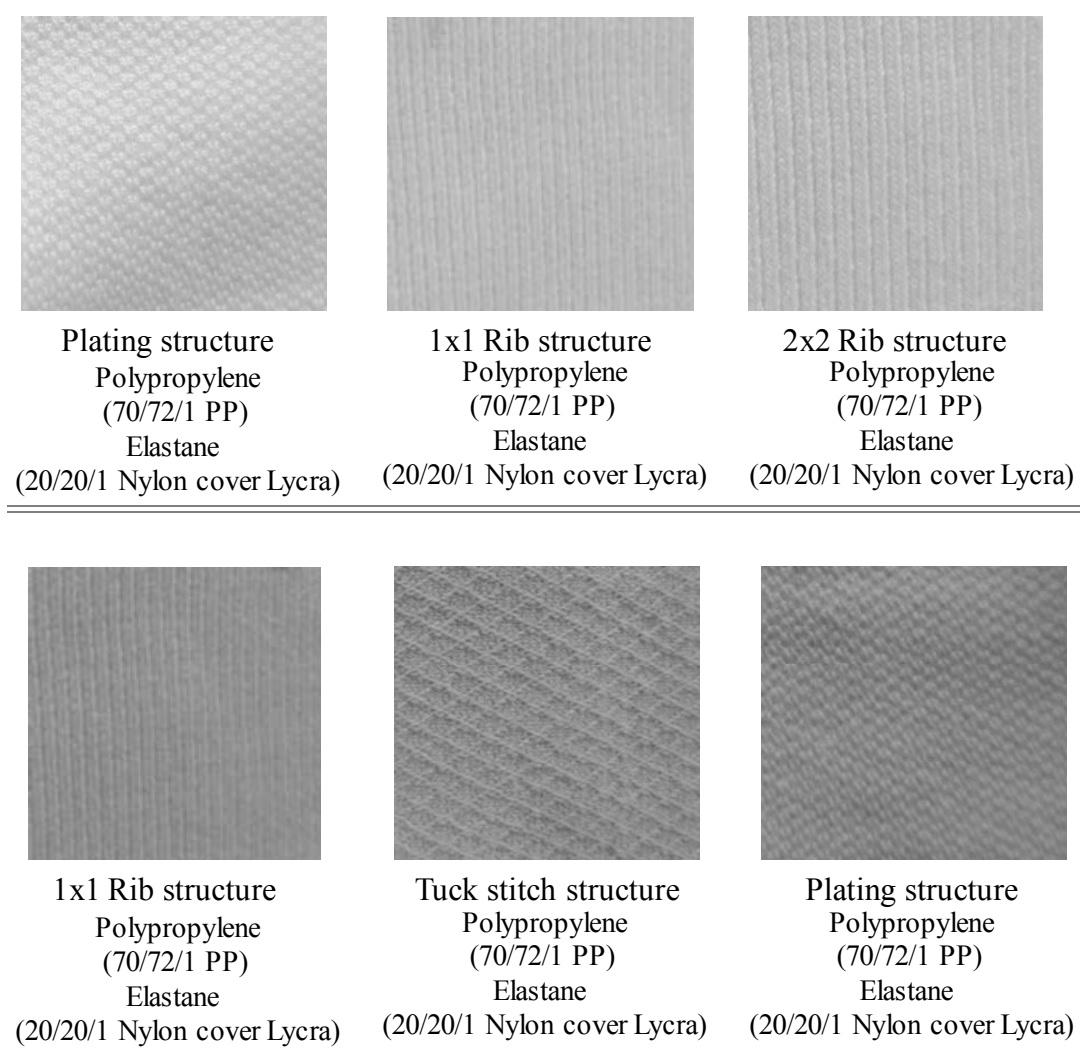 Plating structure
Polypropylene
(70/72/1 PP)
Elastane
(20/20/1 Nylon cover Lycra)
1x1 Rib structure
Polypropylene
(70/72/1 PP)
Elastane
(20/20/1 Nylon cover Lycra)
2x2 Rib structure
Polypropylene
(70/72/1 PP)
Elastane
(20/20/1 Nylon cover Lycra)
1x1 Rib structure
Polypropylene
(70/72/1 PP)
Elastane
(20/20/1 Nylon cover Lycra)
Tuck stitch structure
Polypropylene
(70/72/1 PP)
Elastane
(20/20/1 Nylon cover Lycra)
Plating structure
Polypropylene
(70/72/1 PP)
Elastane
(20/20/1 Nylon cover Lycra)